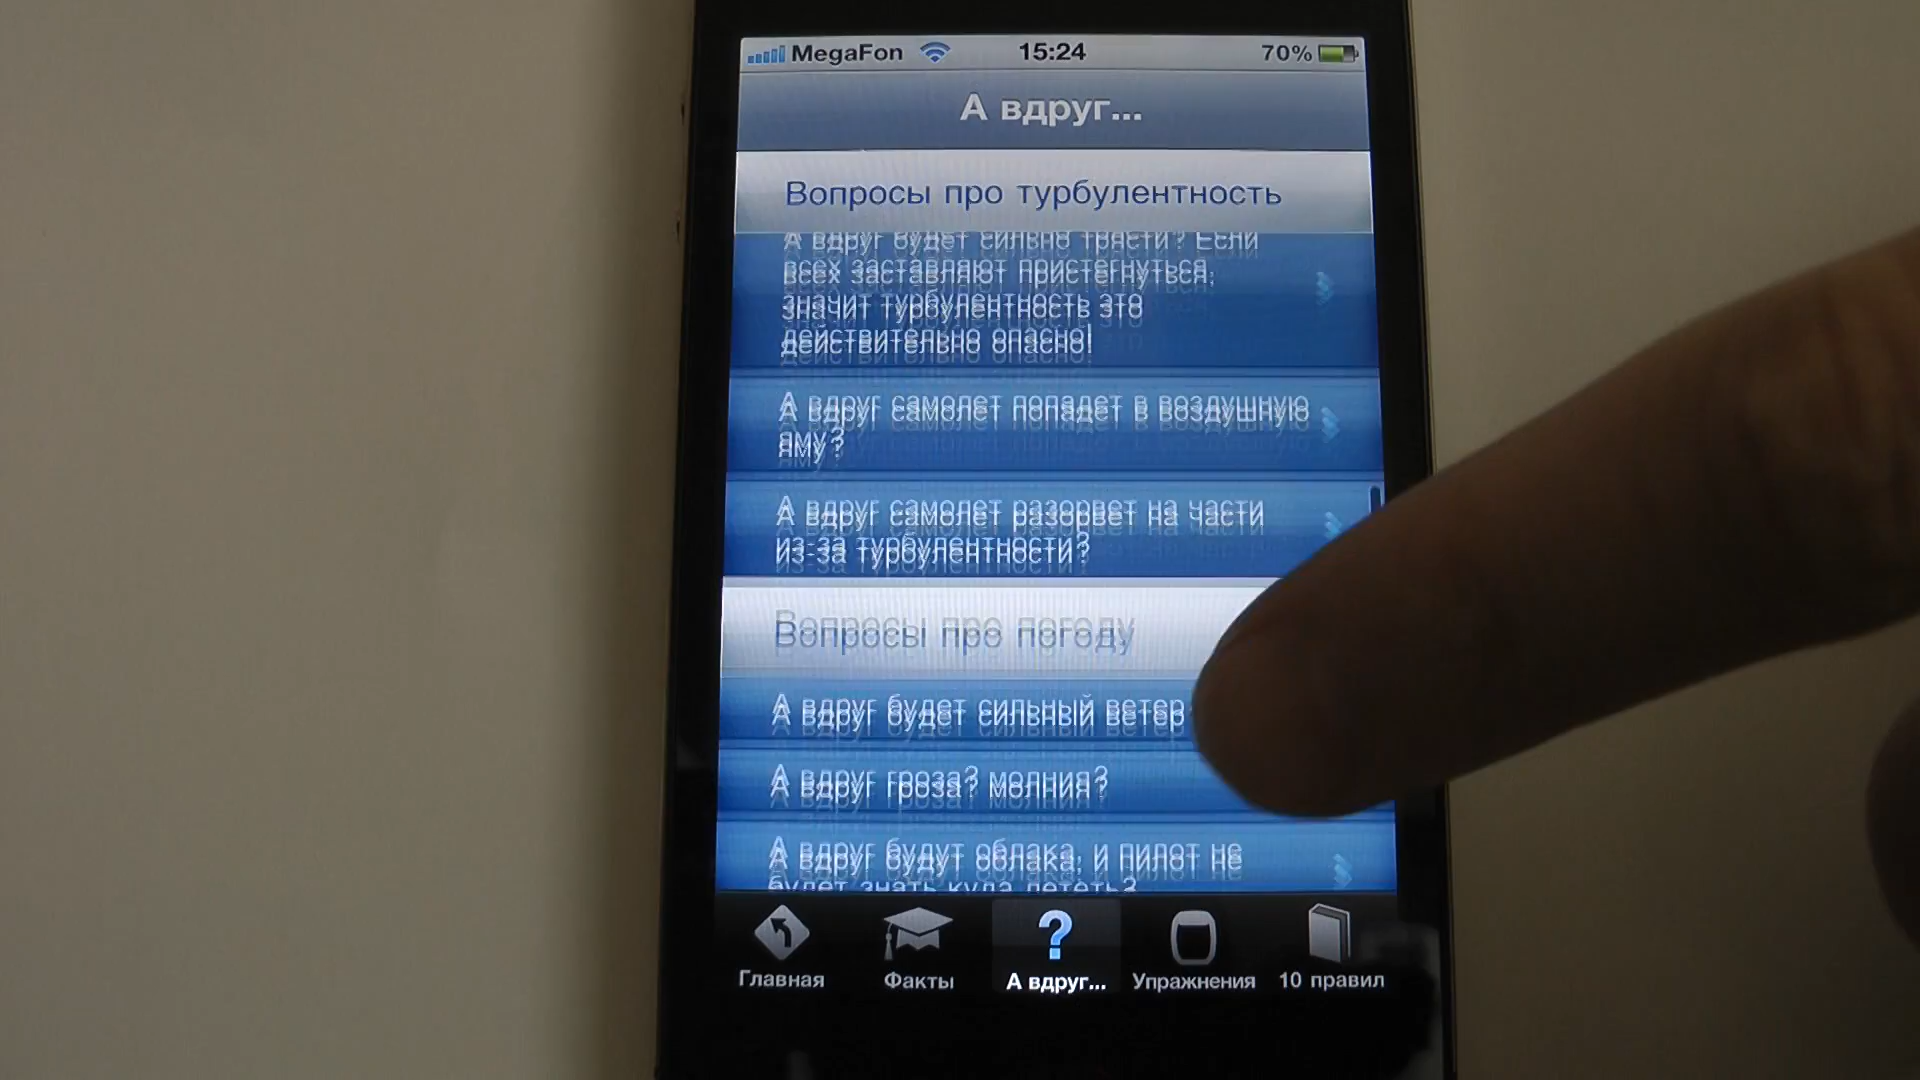 MegaFon 15:24 70%
А вдруг...
Вопросы про турбулентность
А вдруг будет сильно трясти? Если
всех заставляют пристегнуться,
значит турбулентность это
действительно опасно!
А вдруг самолет попадет в воздушную
яму?
А вдруг самолет разорвет на части
из-за турбулентности?
Вопросы про погоду
А вдруг будет сильный ветер
А вдруг гроза? молния?
А вдруг будут облака, и пилот не
будет знать куда лететь?
Главная Факты А вдруг... Упражнения 10 правил